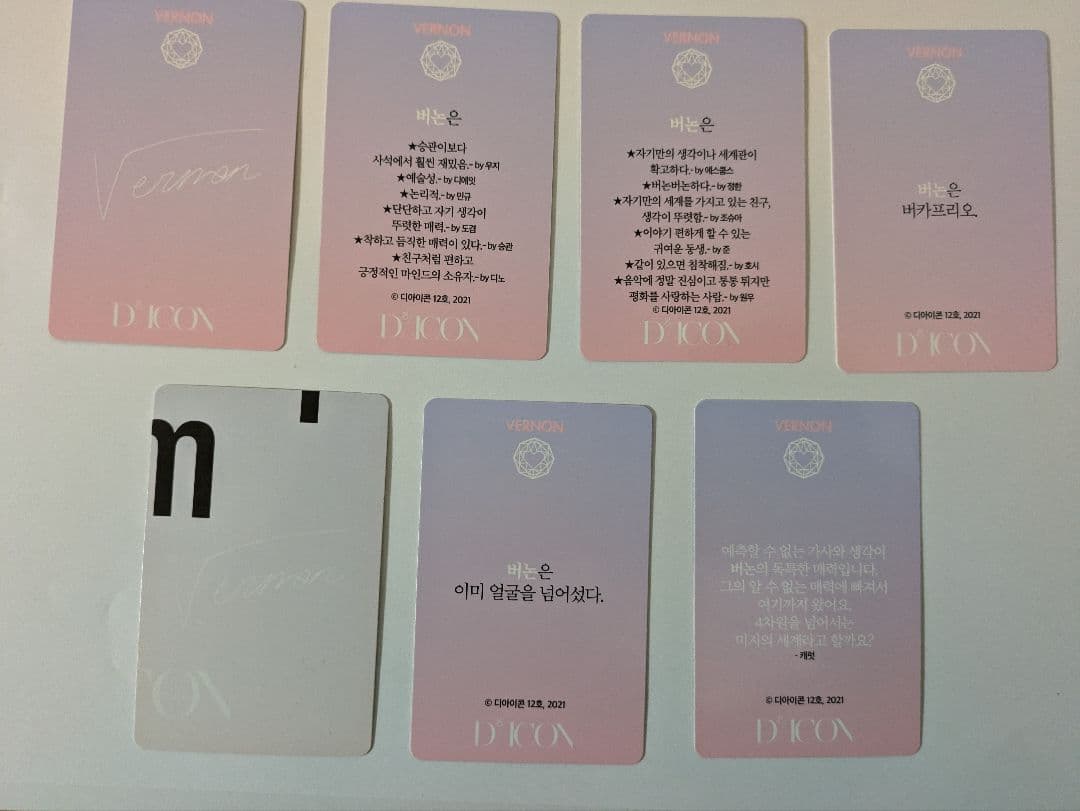 VERNON
Vernon
D'ICON
VERNON
버논은
★승관이보다
사석에서 훨씬 재밌음.- by 우지
★예술성.- by 디에잇
★논리적.- by 민규
★단단하고 자기 생각이
뚜렷한 매력.- by 도겸
★착하고 듬직한 매력이 있다.- by 승관
★친구처럼 편하고
긍정적인 마인드의 소유자.- by 디노
© 디아이콘 12호, 2021
D'ICON
VERNON
버논은
★자기만의 생각이나 세계관이
확고하다.- by 에스쿱스
★버논버논하다.- by 정한
★자기만의 세계를 가지고 있는 친구,
생각이 뚜렷함.- by 조슈아
★이야기 편하게 할 수 있는
귀여운 동생.- by 준
★같이 있으면 침착해짐.- by 호시
★음악에 정말 진심이고 통통 튀지만
평화를 사랑하는 사람.- by 원우
© 디아이콘 12호, 2021
D'ICON
VERNON
버논은
버카프리오.
© 디아이콘 12호, 2021
D'ICON
m
Vernon
ICON
VERNON
버논은
이미 얼굴을 넘어섰다.
© 디아이콘 12호, 2021
D'ICON
VERNON
예측할 수 없는 가사와 생각이
버논의 독특한 매력입니다.
그의 알 수 없는 매력에 빠져서
여기까지 왔어요.
4차원을 넘어서는
미지의 세계라고 할까요?
- 캐럿
© 디아이콘 12호, 2021
D'ICON